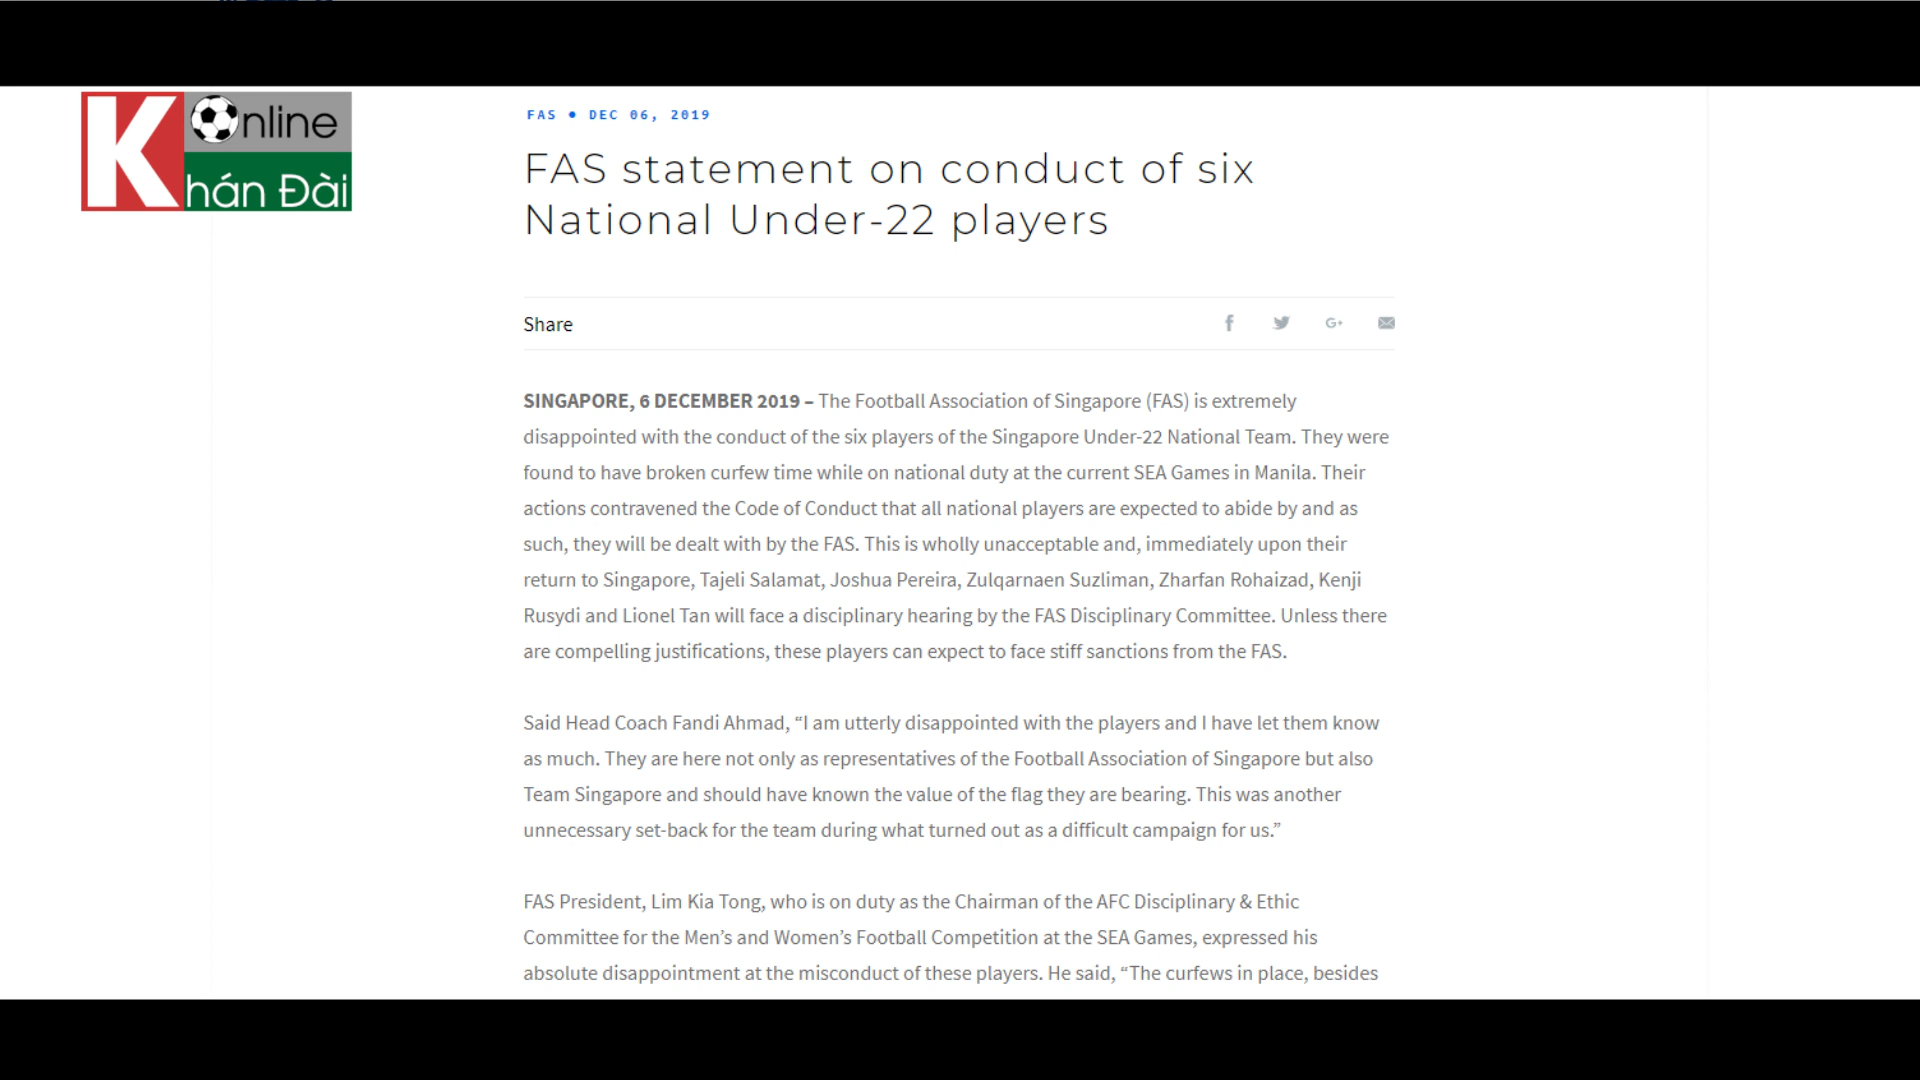 K Online
hán Đài
FAS • DEC 06, 2019
FAS statement on conduct of six
National Under-22 players
Share
SINGAPORE, 6 DECEMBER 2019 – The Football Association of Singapore (FAS) is extremely
disappointed with the conduct of the six players of the Singapore Under-22 National Team. They were
found to have broken curfew time while on national duty at the current SEA Games in Manila. Their
actions contravened the Code of Conduct that all national players are expected to abide by and as
such, they will be dealt with by the FAS. This is wholly unacceptable and, immediately upon their
return to Singapore, Tajeli Salamat, Joshua Pereira, Zulqarnaen Suzliman, Zharfan Rohaizad, Kenji
Rusydi and Lionel Tan will face a disciplinary hearing by the FAS Disciplinary Committee. Unless there
are compelling justifications, these players can expect to face stiff sanctions from the FAS.
Said Head Coach Fandi Ahmad, “I am utterly disappointed with the players and I have let them know
as much. They are here not only as representatives of the Football Association of Singapore but also
Team Singapore and should have known the value of the flag they are bearing. This was another
unnecessary set-back for the team during what turned out as a difficult campaign for us.”
FAS President, Lim Kia Tong, who is on duty as the Chairman of the AFC Disciplinary & Ethic
Committee for the Men’s and Women’s Football Competition at the SEA Games, expressed his
absolute disappointment at the misconduct of these players. He said, “The curfews in place, besides